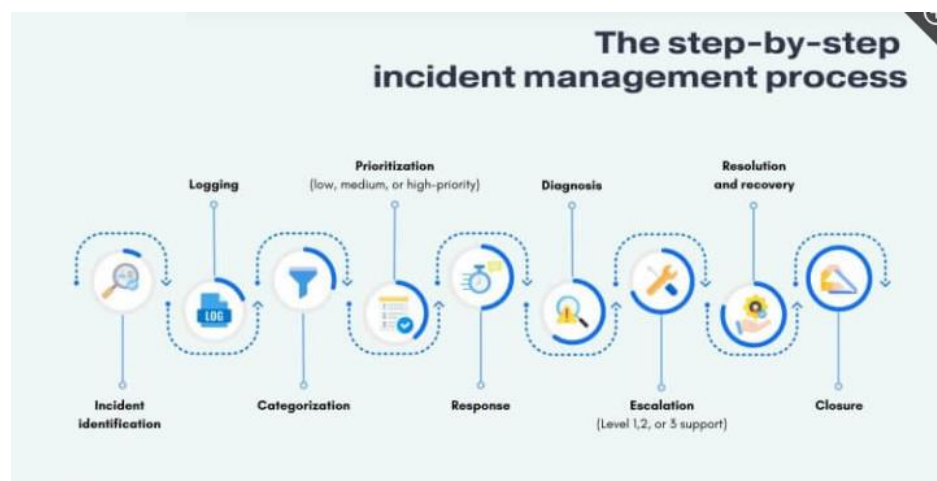 The step-by-step
incident management process
Prioritization
(low, medium, or high-priority)
Resolution
and recovery
Logging
Diagnosis
LOG
Incident
identification
Categorization
Response
Escalation
(Level 1,2, or 3 support)
Closure